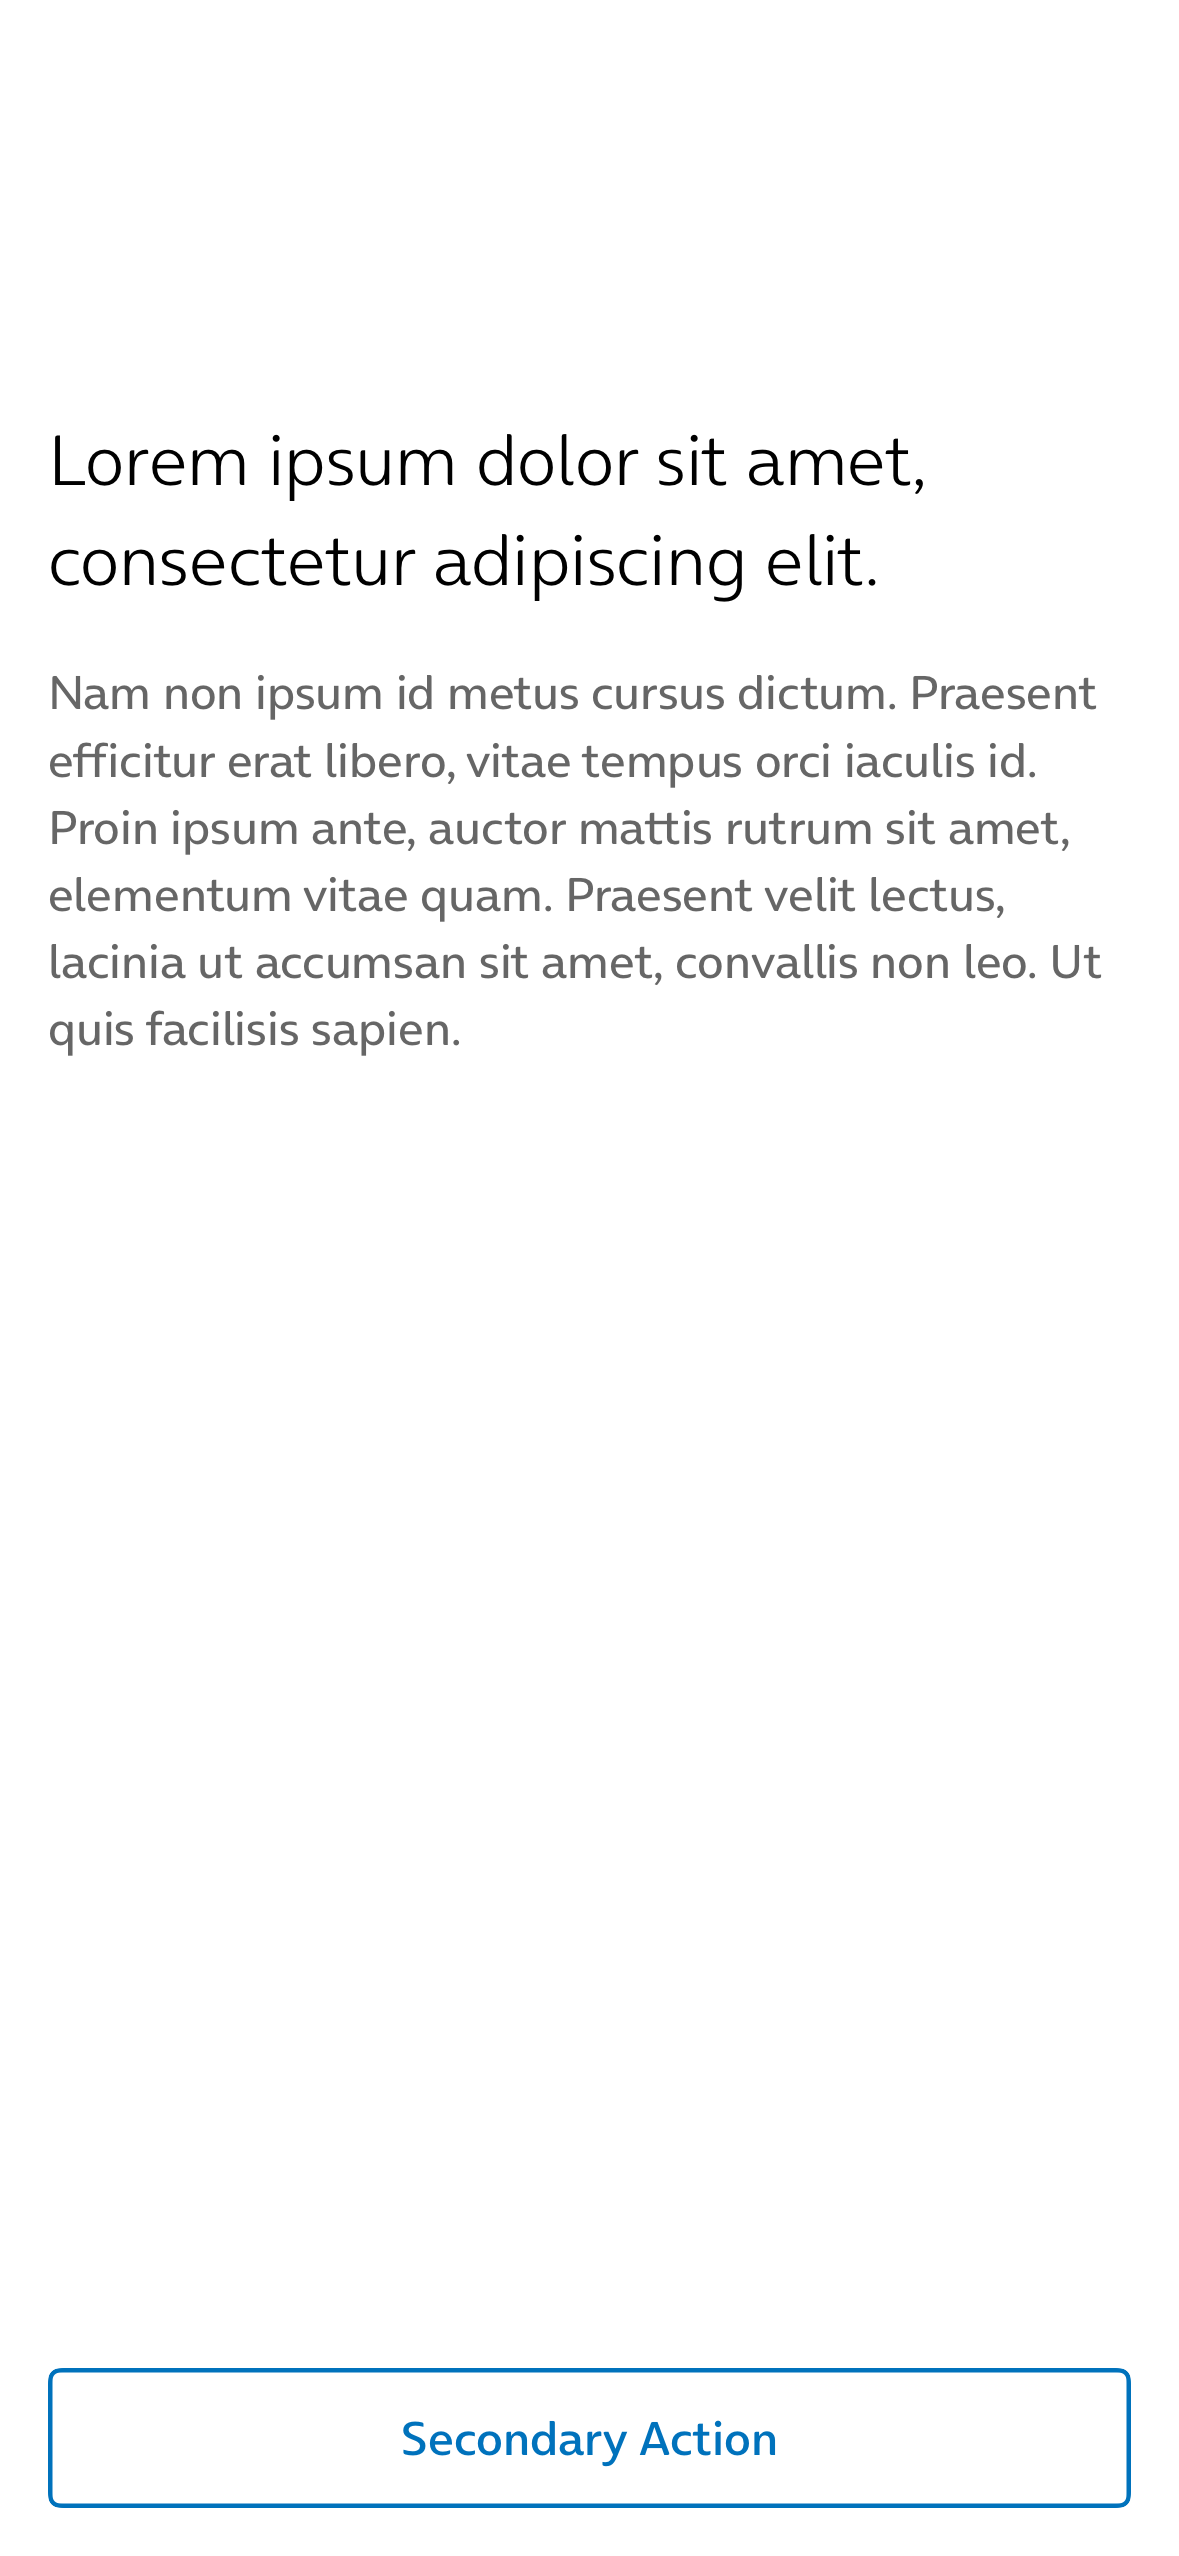 Lorem ipsum dolor sit amet,
consectetur adipiscing elit.
Nam non ipsum id metus cursus dictum. Praesent
efficitur erat libero, vitae tempus orci iaculis id.
Proin ipsum ante, auctor mattis rutrum sit amet,
elementum vitae quam. Praesent velit lectus,
lacinia ut accumsan sit amet, convallis non leo. Ut
quis facilisis sapien.
Secondary Action